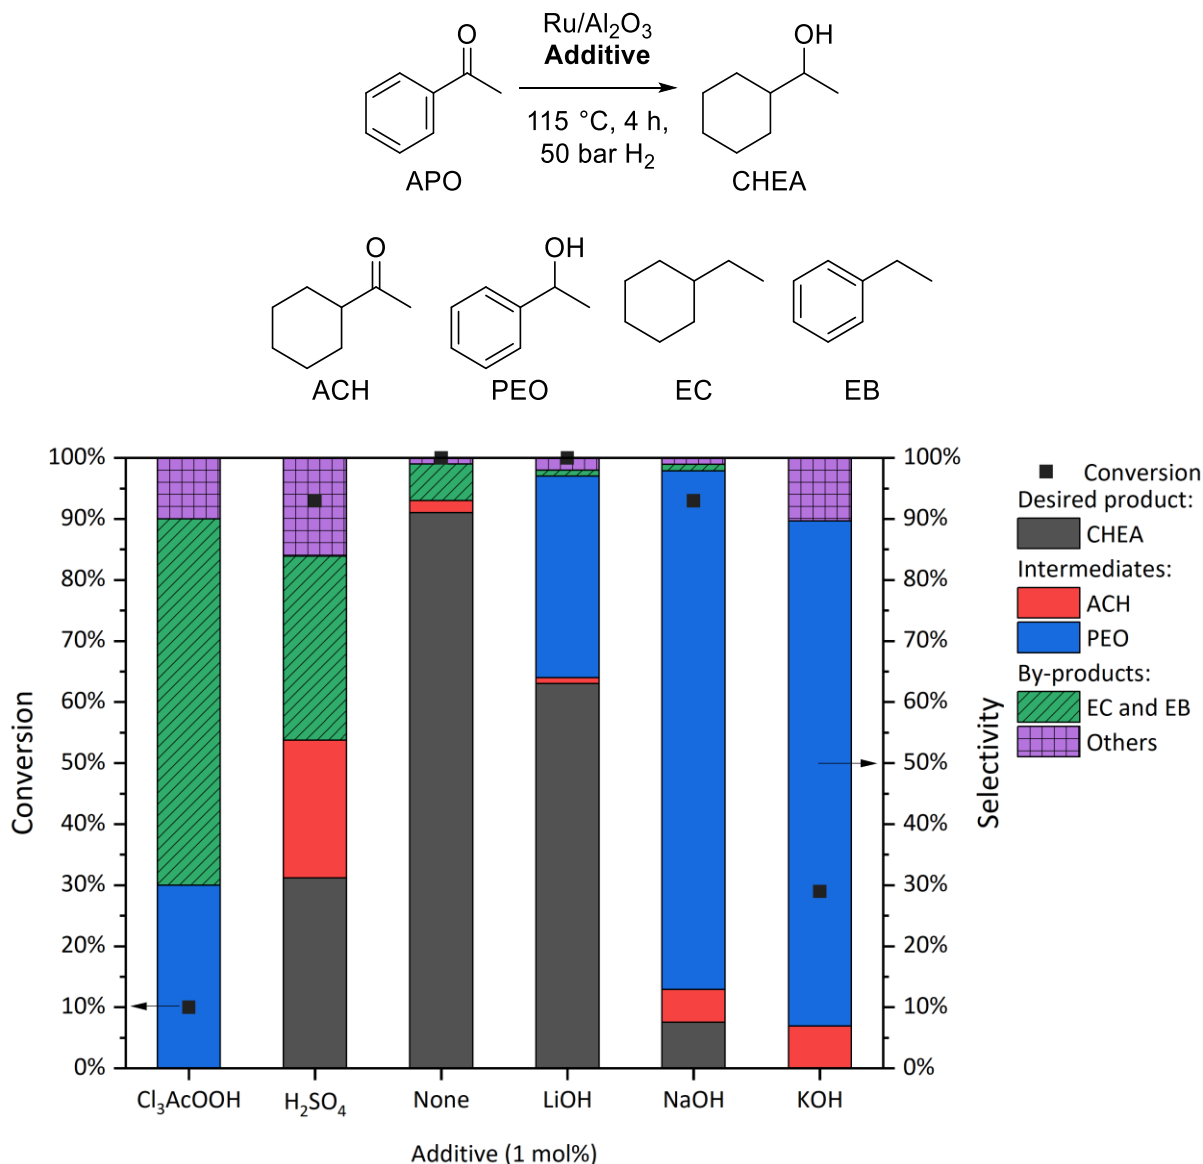 O
Ru/Al₂O₃
Additive
OH
115 °C, 4 h,
50 bar H₂
APO
CHEA
O
OH
ACH
PEO
EC
EB
100%
90%
80%
70%
60%
50%
40%
30%
20%
10%
0%
Conversion
100%
90%
80%
70%
60%
50%
40%
30%
20%
10%
0%
Selectivity
Cl₃AcOOH
H₂SO₄
None
LiOH
NaOH
KOH
Additive (1 mol%)
Conversion
Desired product:
CHEA
Intermediates:
ACH
PEO
By-products:
EC and EB
Others